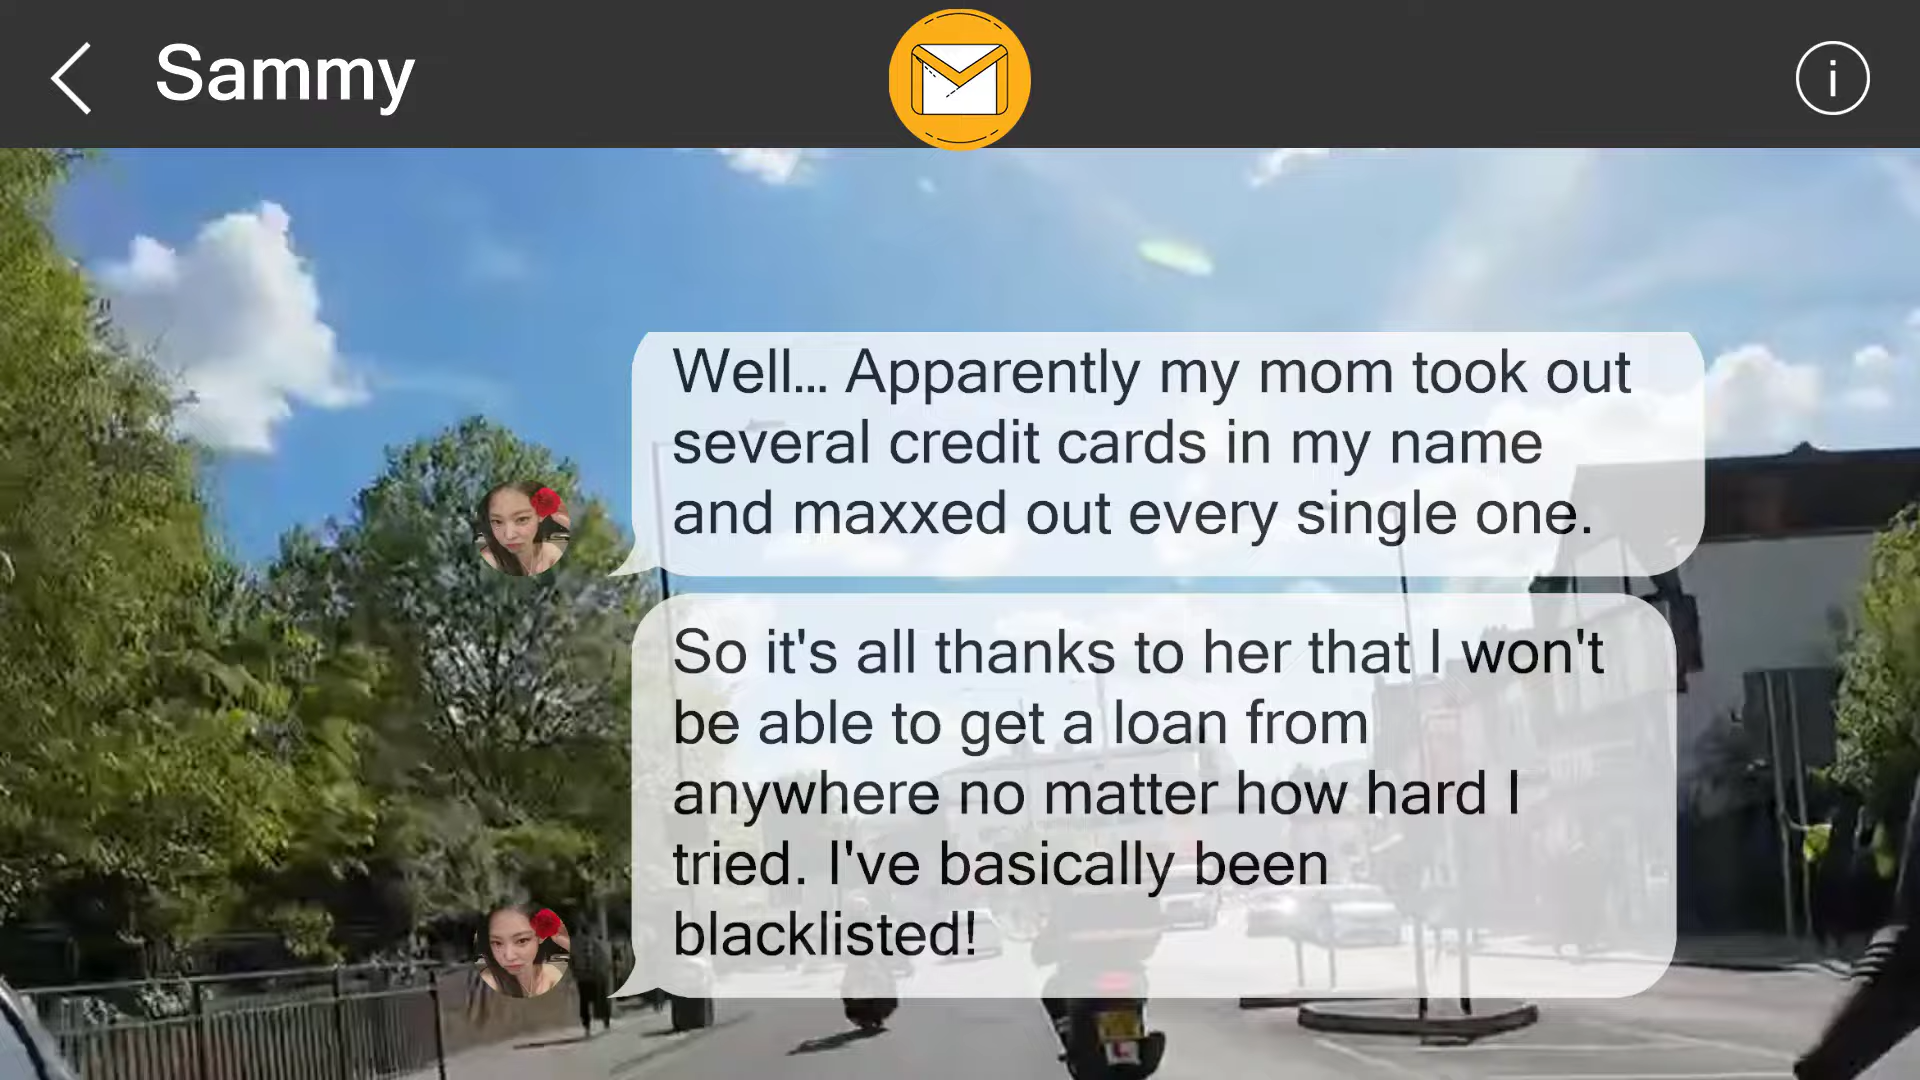 Sammy
Well... Apparently my mom took out
several credit cards in my name
and maxxed out every single one.
So it's all thanks to her that I won't
be able to get a loan from
anywhere no matter how hard I
tried. I've basically been
blacklisted!